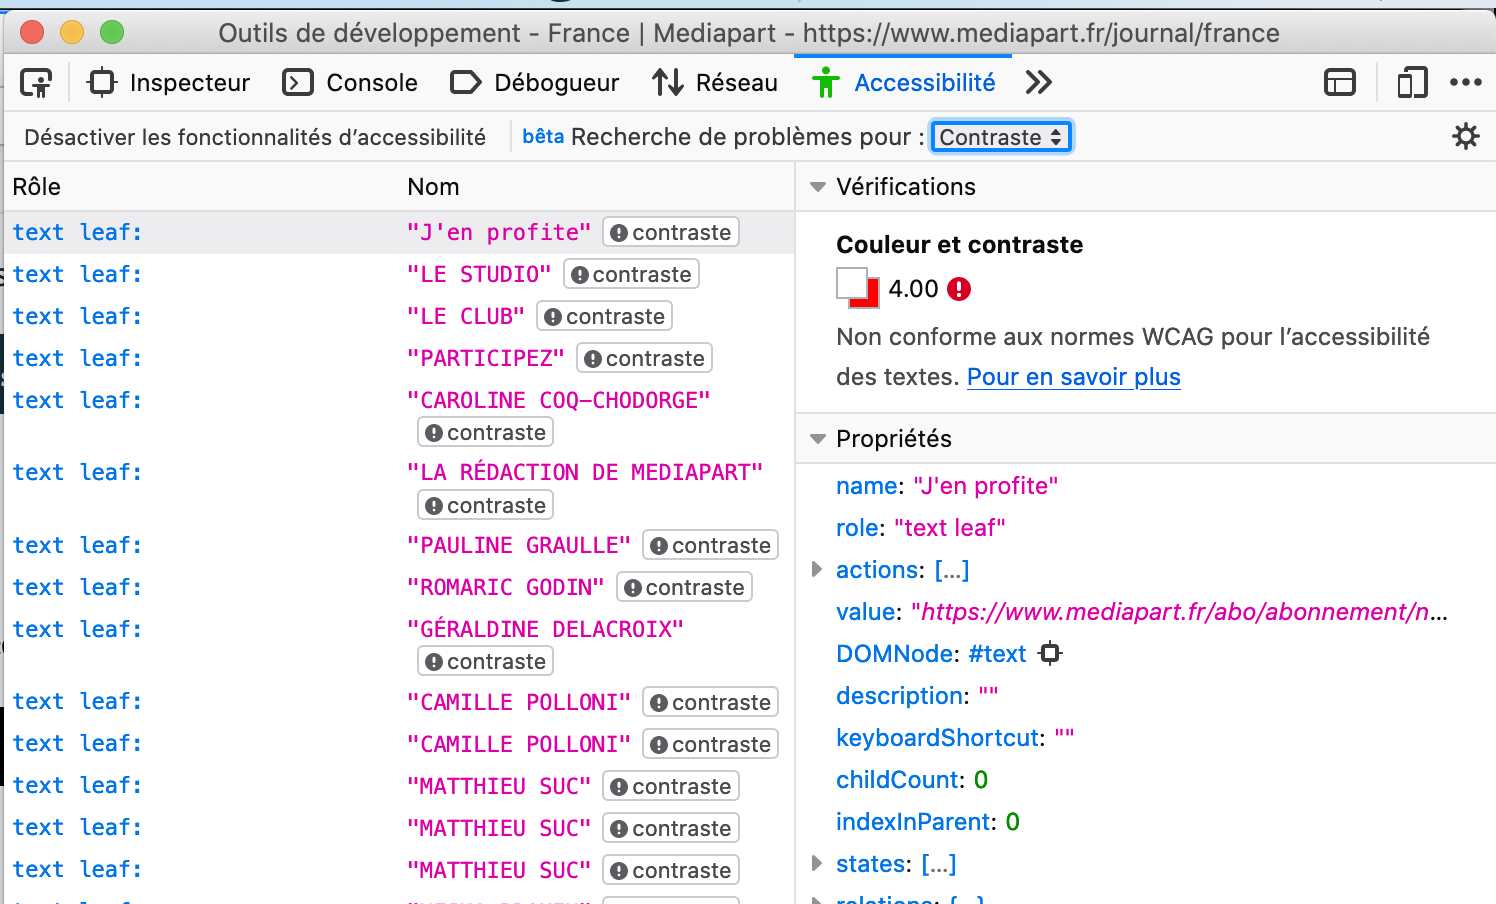 Outils de développement - France | Mediapart - https://www.mediapart.fr/journal/france
Inspecteur Console Débogueur Réseau Accessibilité
Désactiver les fonctionnalités d’accessibilité bêta Recherche de problèmes pour : Contraste
Rôle Nom
text leaf: "J'en profite" contraste
text leaf: "LE STUDIO" contraste
text leaf: "LE CLUB" contraste
text leaf: "PARTICIPEZ" contraste
text leaf: "CAROLINE COQ-CHODORGE"
contraste
text leaf: "LA RÉDACTION DE MEDIAPART"
contraste
text leaf: "PAULINE GRAULLE" contraste
text leaf: "ROMARIC GODIN" contraste
text leaf: "GÉRALDINE DELACROIX"
contraste
text leaf: "CAMILLE POLLONI" contraste
text leaf: "CAMILLE POLLONI" contraste
text leaf: "MATTHIEU SUC" contraste
text leaf: "MATTHIEU SUC" contraste
text leaf: "MATTHIEU SUC" contraste
Vérifications
Couleur et contraste
4.00
Non conforme aux normes WCAG pour l’accessibilité
des textes. Pour en savoir plus
Propriétés
name: "J'en profite"
role: "text leaf"
actions: […]
value: "https://www.mediapart.fr/abo/abonnement/n…
DOMNode: #text
description: ""
keyboardShortcut: ""
childCount: 0
indexInParent: 0
states: […]
relations: {…}